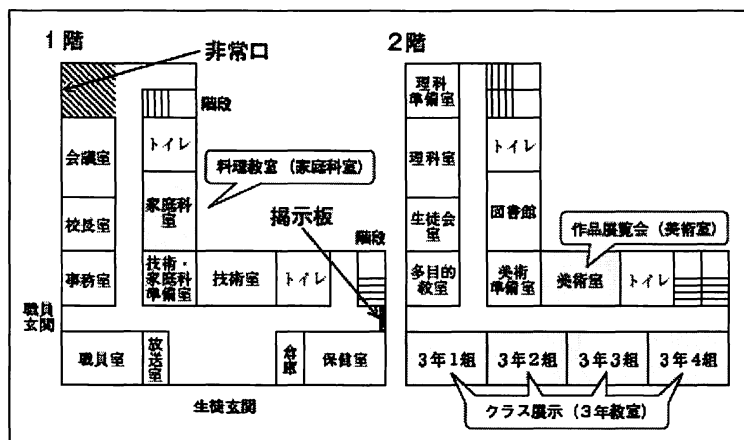 1階
非常口
階段
会議室
トイレ
料理教室（家庭科室）
校長室
家庭科
室
掲示板
階段
事務室
技術・
家庭科
準備室
技術室
トイレ
職員
玄関
職員室
放送室
倉庫
保健室
生徒玄関
2階
理科
準備室
トイレ
理科室
生徒会
室
図書館
作品展覧会（美術室）
多目的
教室
美術
準備室
美術室
トイレ
3年1組
3年2組
3年3組
3年4組
クラス展示（3年教室）